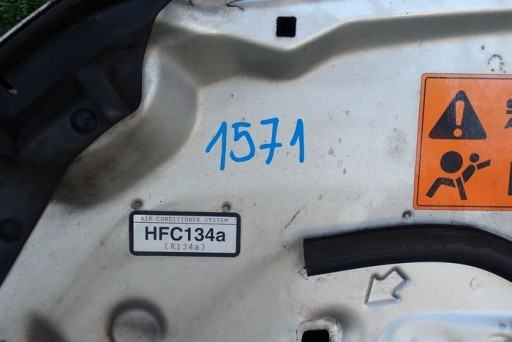 1571
AIR CONDITIONER SYSTEM
HFC134a
(R134a)